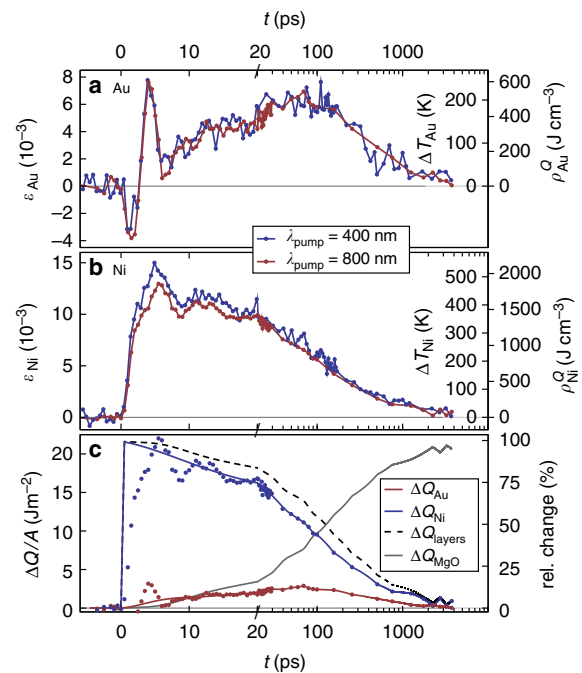 t (ps)
0 10 20 100 1000
a Au
8
6
4
2
0
−2
−4
ε_Au (10⁻³)
200
100
0
ΔT_Au (K)
600
400
200
0
ρ^Q_Au (J cm⁻³)
λ_pump = 400 nm
λ_pump = 800 nm
b Ni
15
10
5
0
ε_Ni (10⁻³)
500
400
300
200
100
0
ΔT_Ni (K)
2000
1500
1000
500
0
ρ^Q_Ni (J cm⁻³)
c
20
15
10
5
0
ΔQ/A (Jm⁻²)
100
75
50
25
0
rel. change (%)
ΔQ_Au
ΔQ_Ni
ΔQ_layers
ΔQ_MgO
0 10 20 100 1000
t (ps)